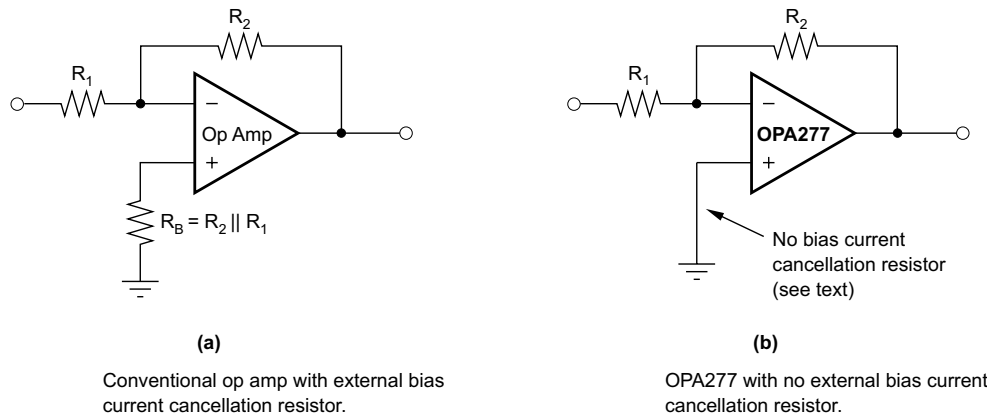 R2
R1
−
Op Amp
+
RB = R2 || R1
(a)
Conventional op amp with external bias
current cancellation resistor.
R2
R1
−
OPA277
+
No bias current
cancellation resistor
(see text)
(b)
OPA277 with no external bias current
cancellation resistor.